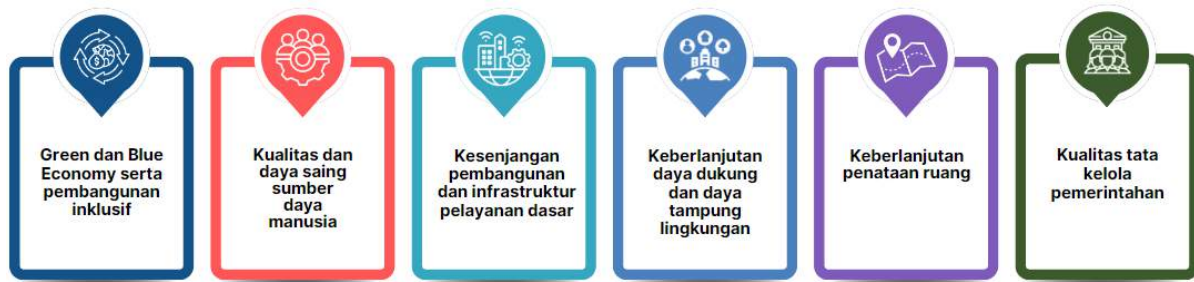 Green dan Blue
Economy serta
pembangunan
inklusif
Kualitas dan
daya saing
sumber
daya
manusia
Kesenjangan
pembangunan
dan infrastruktur
pelayanan dasar
Keberlanjutan
daya dukung
dan daya
tampung
lingkungan
Keberlanjutan
penataan ruang
Kualitas tata
kelola
pemerintahan